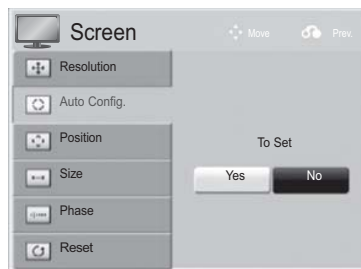 Screen
Move
Prev.
Resolution
Auto Config.
Position
To Set
Size
Yes
No
Phase
Reset